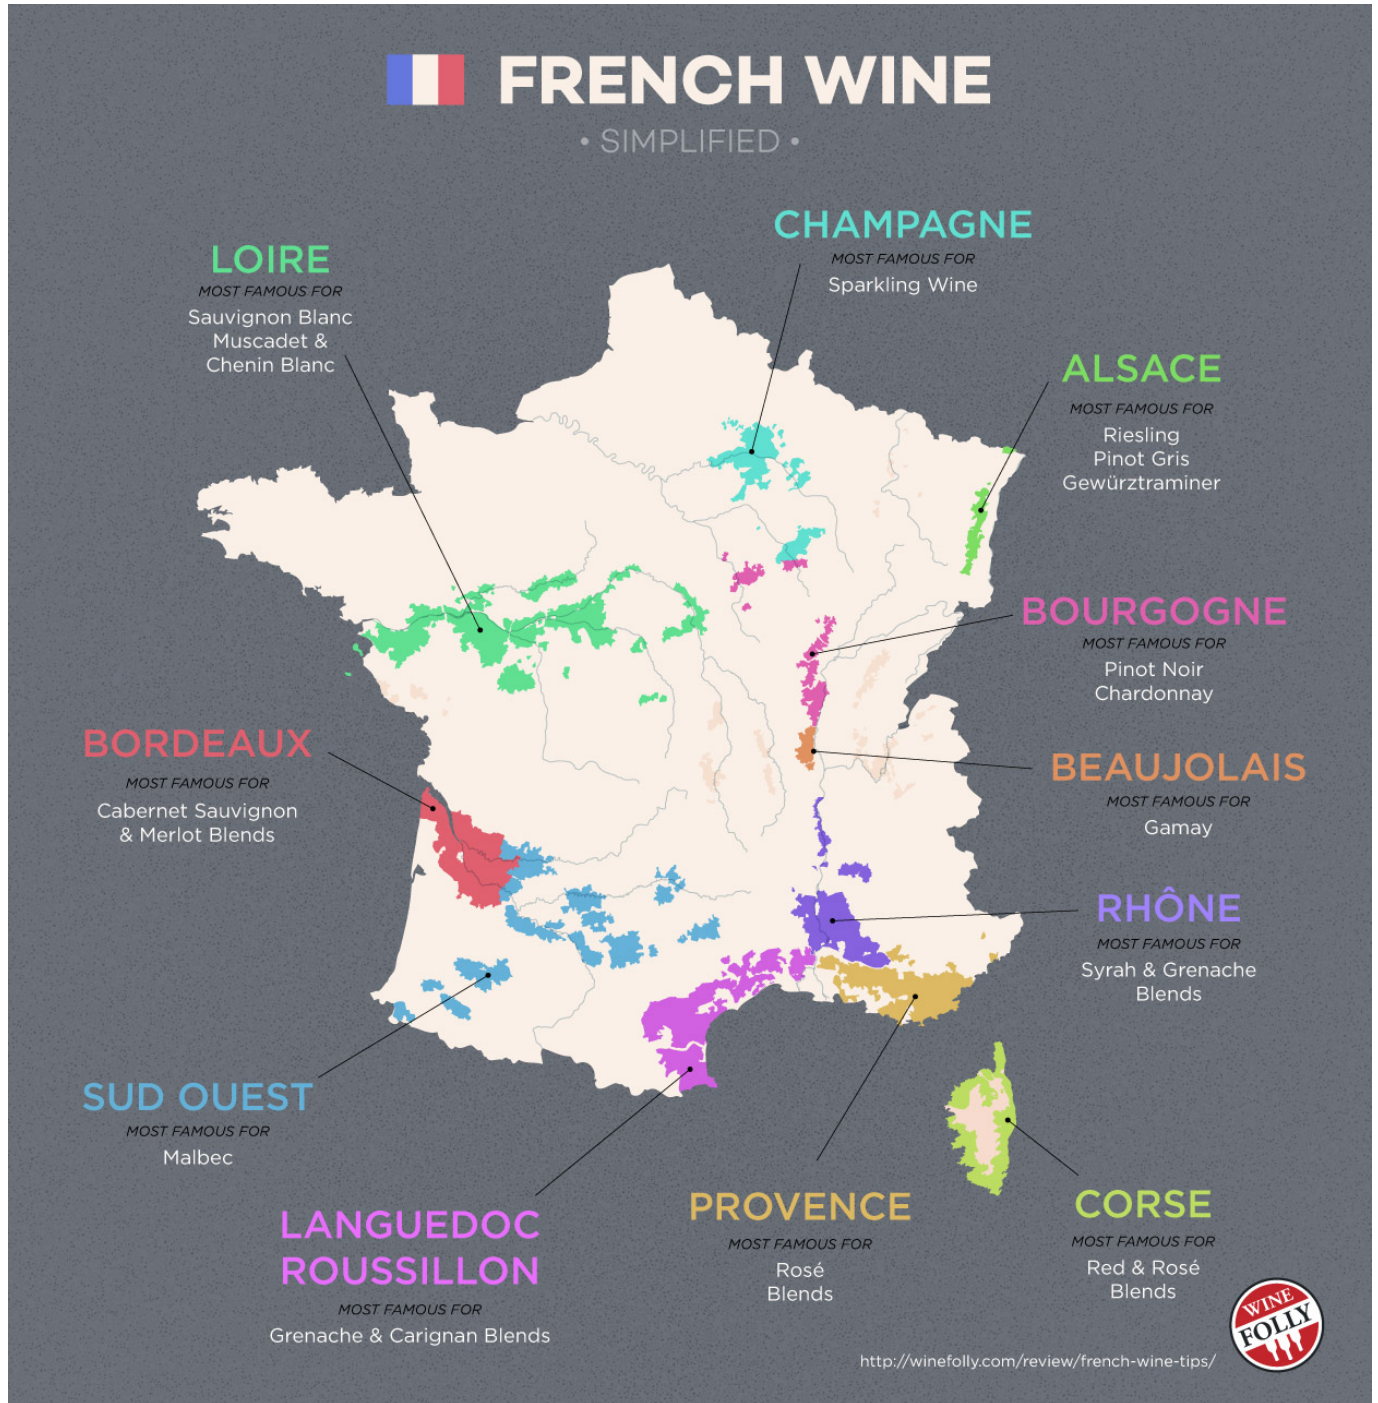 FRENCH WINE
• SIMPLIFIED •
CHAMPAGNE
MOST FAMOUS FOR
Sparkling Wine
LOIRE
MOST FAMOUS FOR
Sauvignon Blanc
Muscadet &
Chenin Blanc
ALSACE
MOST FAMOUS FOR
Riesling
Pinot Gris
Gewürztraminer
BOURGOGNE
MOST FAMOUS FOR
Pinot Noir
Chardonnay
BORDEAUX
MOST FAMOUS FOR
Cabernet Sauvignon
& Merlot Blends
BEAUJOLAIS
MOST FAMOUS FOR
Gamay
RHÔNE
MOST FAMOUS FOR
Syrah & Grenache
Blends
SUD OUEST
MOST FAMOUS FOR
Malbec
LANGUEDOC
ROUSSILLON
MOST FAMOUS FOR
Grenache & Carignan Blends
PROVENCE
MOST FAMOUS FOR
Rosé
Blends
CORSE
MOST FAMOUS FOR
Red & Rosé
Blends
WINE
FOLLY
http://winefolly.com/review/french-wine-tips/